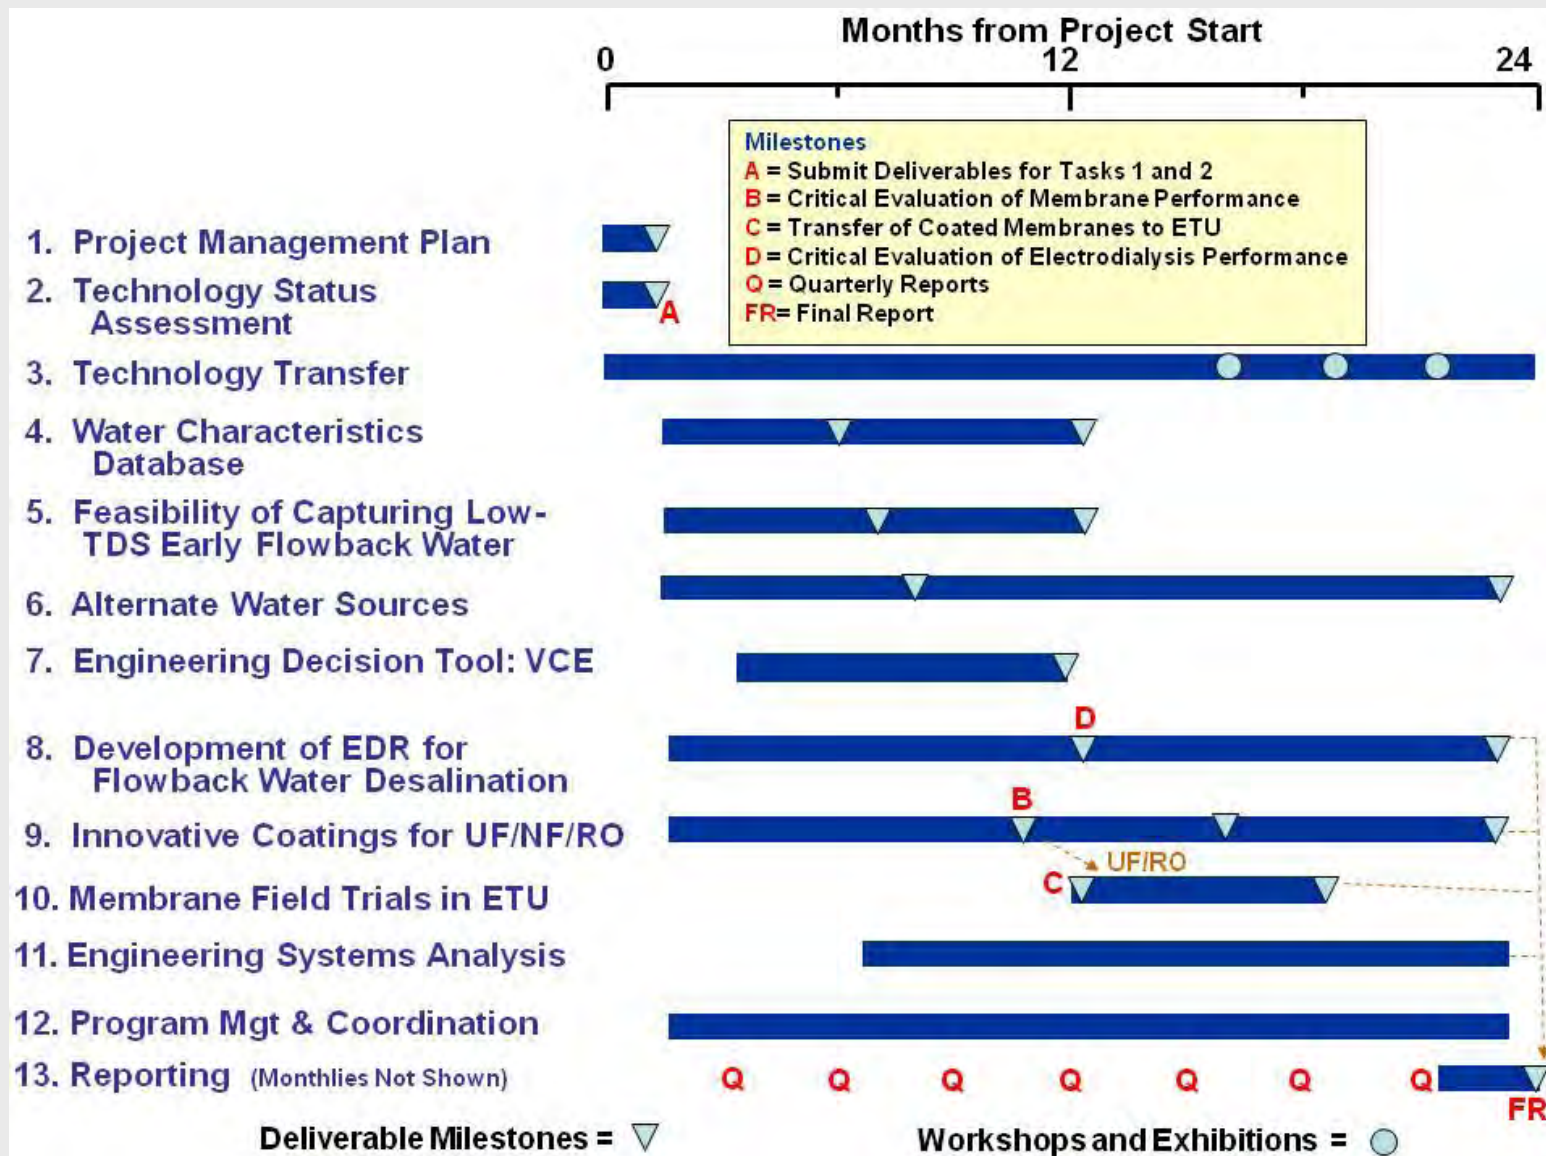 Months from Project Start
0 12 24
Milestones
A = Submit Deliverables for Tasks 1 and 2
B = Critical Evaluation of Membrane Performance
C = Transfer of Coated Membranes to ETU
D = Critical Evaluation of Electrodialysis Performance
Q = Quarterly Reports
FR= Final Report
1. Project Management Plan
2. Technology Status
Assessment
A
3. Technology Transfer
4. Water Characteristics
Database
5. Feasibility of Capturing Low-
TDS Early Flowback Water
6. Alternate Water Sources
7. Engineering Decision Tool: VCE
D
8. Development of EDR for
Flowback Water Desalination
B
9. Innovative Coatings for UF/NF/RO
UF/RO
C
10. Membrane Field Trials in ETU
11. Engineering Systems Analysis
12. Program Mgt & Coordination
13. Reporting (Monthlies Not Shown)
Q Q Q Q Q Q Q
FR
Deliverable Milestones =
Workshops and Exhibitions =